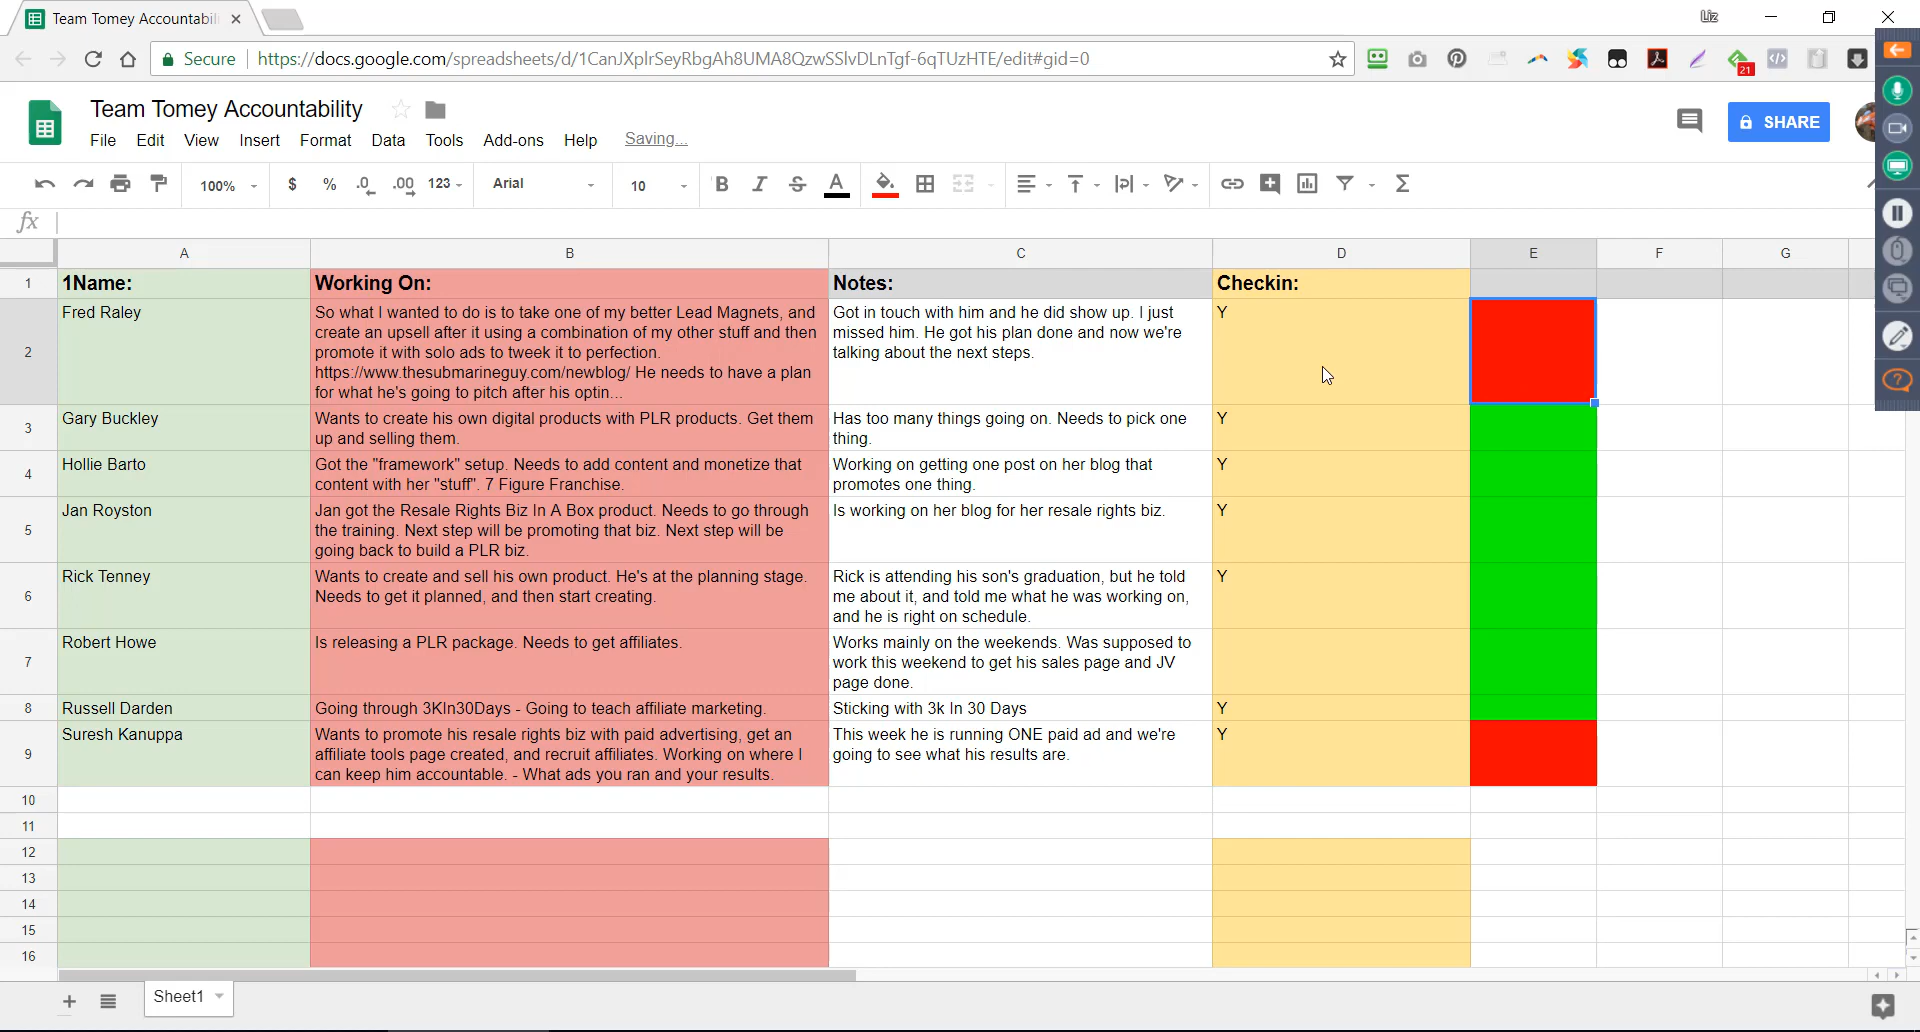 Team Tomey Accountabili
Liz
Secure
https://docs.google.com/spreadsheets/d/1CanJXplrSeyRbgAh8UMA8QzwSSlvDLnTgf-6qTUzHTE/edit#gid=0
21
Team Tomey Accountability
SHARE
File Edit View Insert Format Data Tools Add-ons Help Saving...
100% $ % .0 .00 123 Arial 10 B I S A
fx
A B C D E F G
1 1Name: Working On: Notes: Checkin:
2
Fred Raley
So what I wanted to do is to take one of my better Lead Magnets, and
create an upsell after it using a combination of my other stuff and then
promote it with solo ads to tweek it to perfection.
https://www.thesubmarineguy.com/newblog/ He needs to have a plan
for what he's going to pitch after his optin...
Got in touch with him and he did show up. I just
missed him. He got his plan done and now we're
talking about the next steps.
Y
3
Gary Buckley
Wants to create his own digital products with PLR products. Get them
up and selling them.
Has too many things going on. Needs to pick one
thing.
Y
4
Hollie Barto
Got the "framework" setup. Needs to add content and monetize that
content with her "stuff". 7 Figure Franchise.
Working on getting one post on her blog that
promotes one thing.
Y
5
Jan Royston
Jan got the Resale Rights Biz In A Box product. Needs to go through
the training. Next step will be promoting that biz. Next step will be
going back to build a PLR biz.
Is working on her blog for her resale rights biz.
Y
6
Rick Tenney
Wants to create and sell his own product. He's at the planning stage.
Needs to get it planned, and then start creating.
Rick is attending his son's graduation, but he told
me about it, and told me what he was working on,
and he is right on schedule.
Y
7
Robert Howe
Is releasing a PLR package. Needs to get affiliates.
Works mainly on the weekends. Was supposed to
work this weekend to get his sales page and JV
page done.
8
Russell Darden
Going through 3KIn30Days - Going to teach affiliate marketing.
Sticking with 3k In 30 Days
Y
9
Suresh Kanuppa
Wants to promote his resale rights biz with paid advertising, get an
affiliate tools page created, and recruit affiliates. Working on where I
can keep him accountable. - What ads you ran and your results.
This week he is running ONE paid ad and we're
going to see what his results are.
Y
10
11
12
13
14
15
16
Sheet1